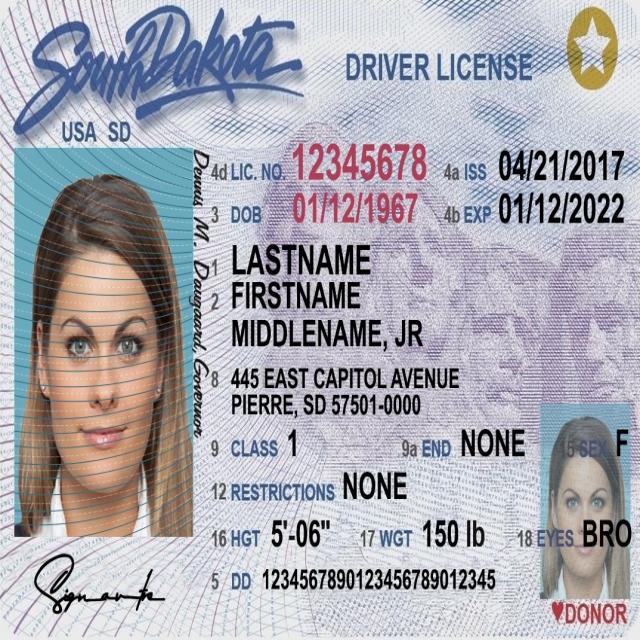 South Dakota
DRIVER LICENSE
USA SD
4d LIC. NO. 12345678 4a ISS 04/21/2017
3 DOB 01/12/1967 4b EXP 01/12/2022
1 LASTNAME
2 FIRSTNAME
MIDDLENAME, JR
8 445 EAST CAPITOL AVENUE
PIERRE, SD 57501-0000
9 CLASS 1 9a END NONE 15 SEX F
12 RESTRICTIONS NONE
16 HGT 5'-06" 17 WGT 150 lb 18 EYES BRO
5 DD 1234567890123456789012345
DONOR
Dennis M. Daugaard Governor
Signature